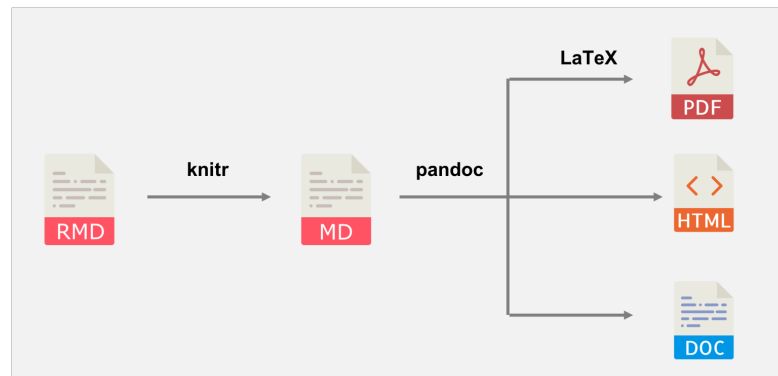 LaTeX
PDF
knitr
pandoc
RMD
MD
HTML
DOC